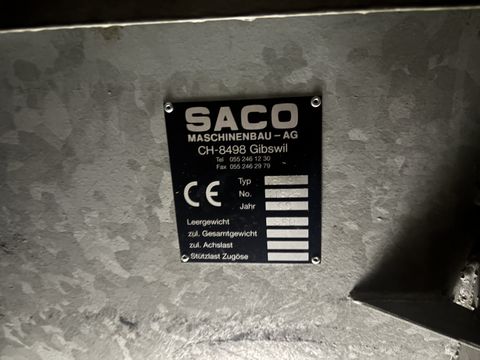 SACO
MASCHINENBAU-AG
CH-8498 Gibswil
Tel 055 246 12 30
Fax 055 246 29 79
CE
Typ
No.
Jahr
Leergewicht
zul. Gesamtgewicht
zul. Achslast
Stützlast Zugöse